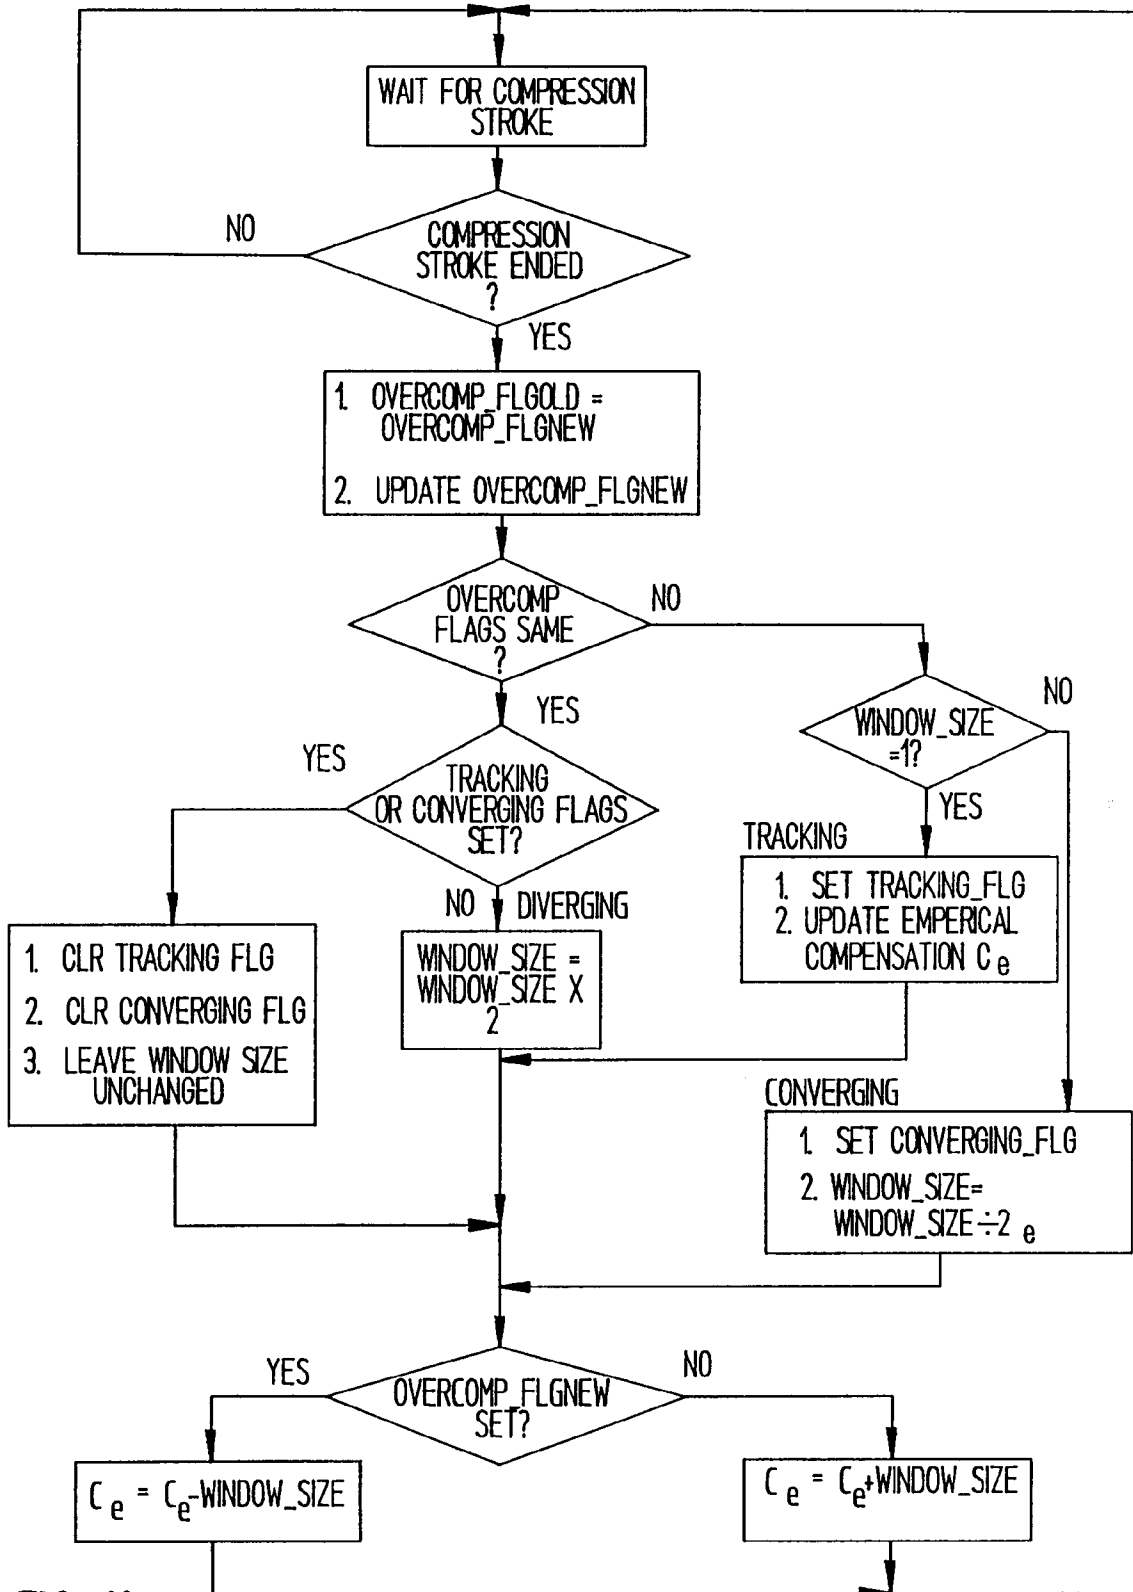 WAIT FOR COMPRESSION
STROKE
NO
COMPRESSION
STROKE ENDED
?
YES
1. OVERCOMP_FLGOLD =
OVERCOMP_FLGNEW
2. UPDATE OVERCOMP_FLGNEW
OVERCOMP
FLAGS SAME
?
NO
YES
WINDOW_SIZE
=1?
NO
YES
YES
TRACKING
OR CONVERGING FLAGS
SET?
TRACKING
1. SET TRACKING_FLG
2. UPDATE EMPERICAL
COMPENSATION C e
NO
DIVERGING
WINDOW_SIZE =
WINDOW_SIZE X
2
1. CLR TRACKING FLG
2. CLR CONVERGING FLG
3. LEAVE WINDOW SIZE
UNCHANGED
CONVERGING
1. SET CONVERGING_FLG
2. WINDOW_SIZE=
WINDOW_SIZE÷2 e
YES
OVERCOMP_FLGNEW
SET?
NO
C e = C e-WINDOW_SIZE
C e = C e+WINDOW_SIZE